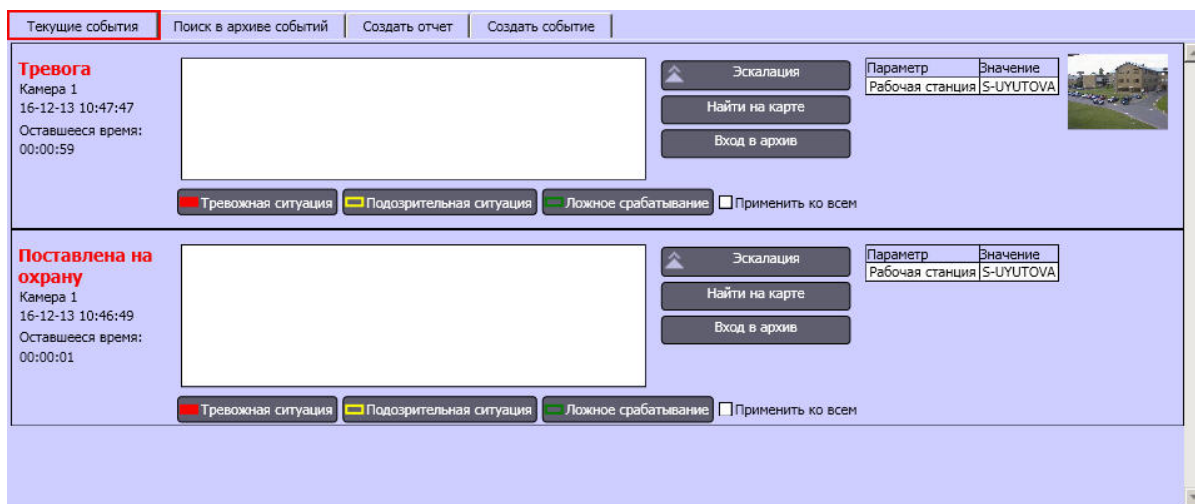 Текущие события Поиск в архиве событий Создать отчет Создать событие
Тревога
Камера 1
16-12-13 10:47:47
Оставшееся время:
00:00:59
Эскалация
Найти на карте
Вход в архив
Параметр Значение
Рабочая станция S-UYUTOVA
Тревожная ситуация Подозрительная ситуация Ложное срабатывание Применить ко всем
Поставлена на
охрану
Камера 1
16-12-13 10:46:49
Оставшееся время:
00:00:01
Эскалация
Найти на карте
Вход в архив
Параметр Значение
Рабочая станция S-UYUTOVA
Тревожная ситуация Подозрительная ситуация Ложное срабатывание Применить ко всем